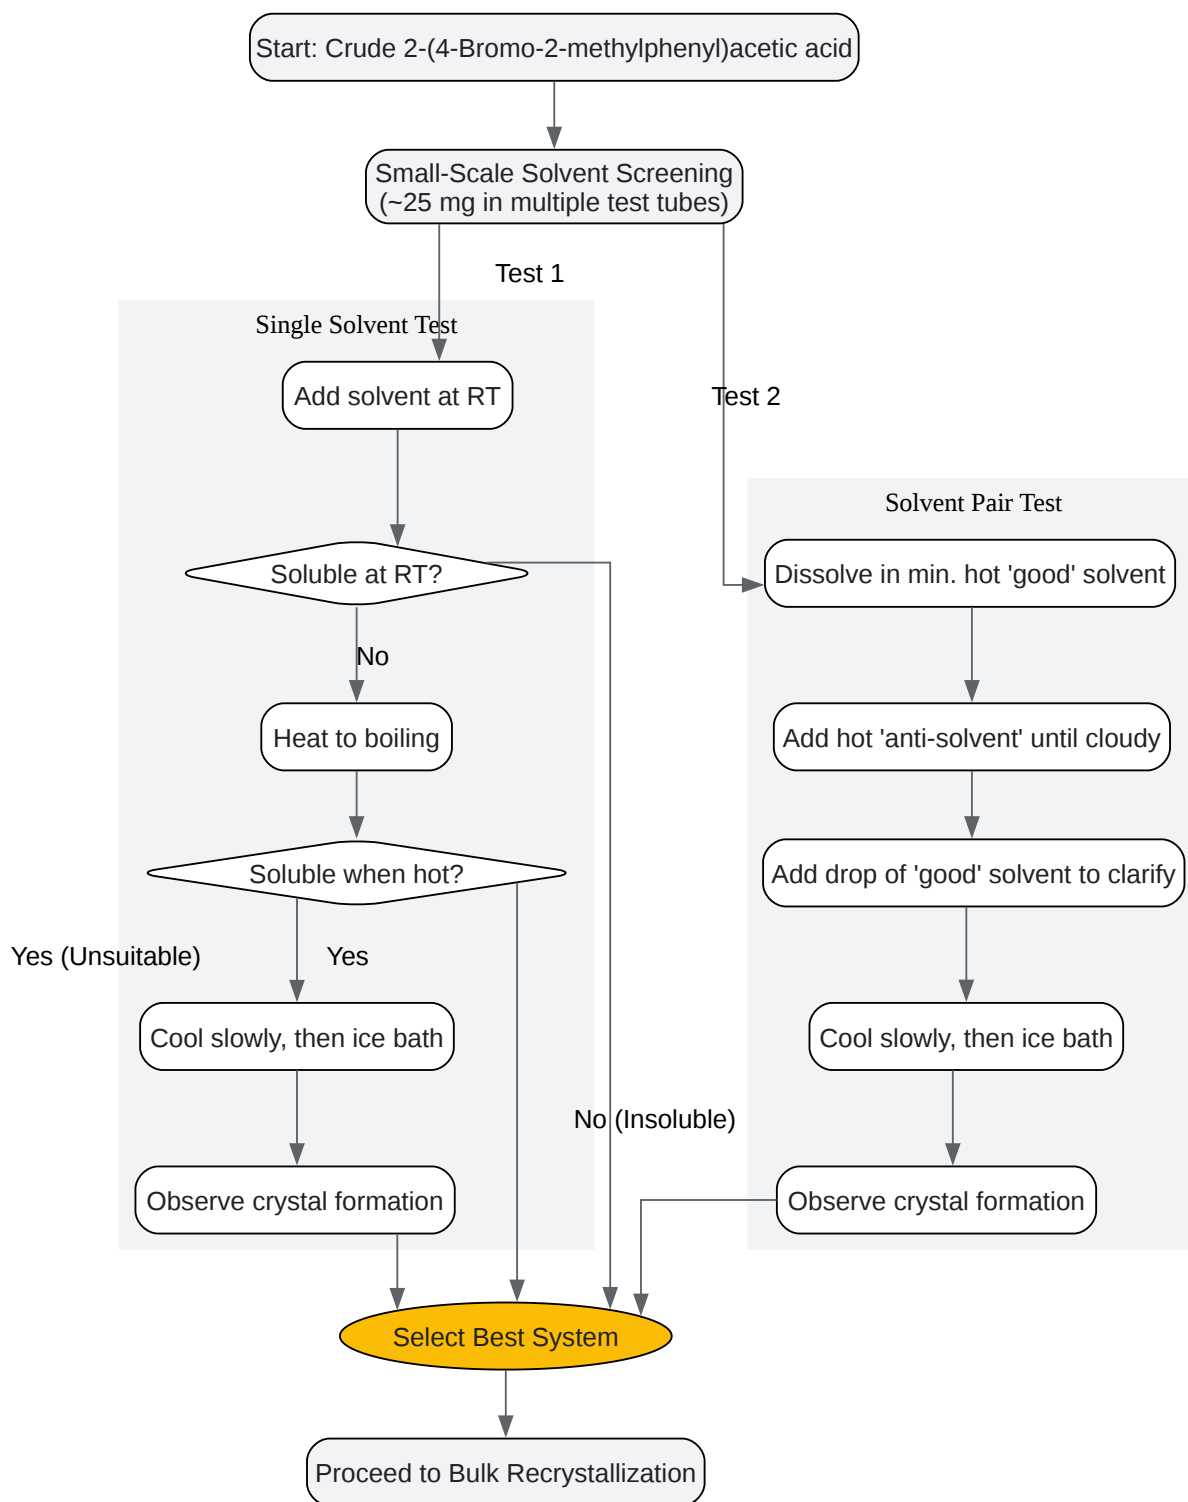 Start: Crude 2-(4-Bromo-2-methylphenyl)acetic acid
Small-Scale Solvent Screening
(~25 mg in multiple test tubes)
Test 1
Single Solvent Test
Add solvent at RT
Test 2
Solvent Pair Test
Soluble at RT?
Dissolve in min. hot 'good' solvent
No
Heat to boiling
Add hot 'anti-solvent' until cloudy
Soluble when hot?
Add drop of 'good' solvent to clarify
Yes (Unsuitable)
Yes
Cool slowly, then ice bath
Cool slowly, then ice bath
No (Insoluble)
Observe crystal formation
Observe crystal formation
Select Best System
Proceed to Bulk Recrystallization